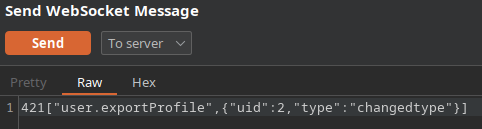 Send WebSocket Message
Send To server
Pretty Raw Hex
1 421["user.exportProfile",{"uid":2,"type":"changedtype"}]